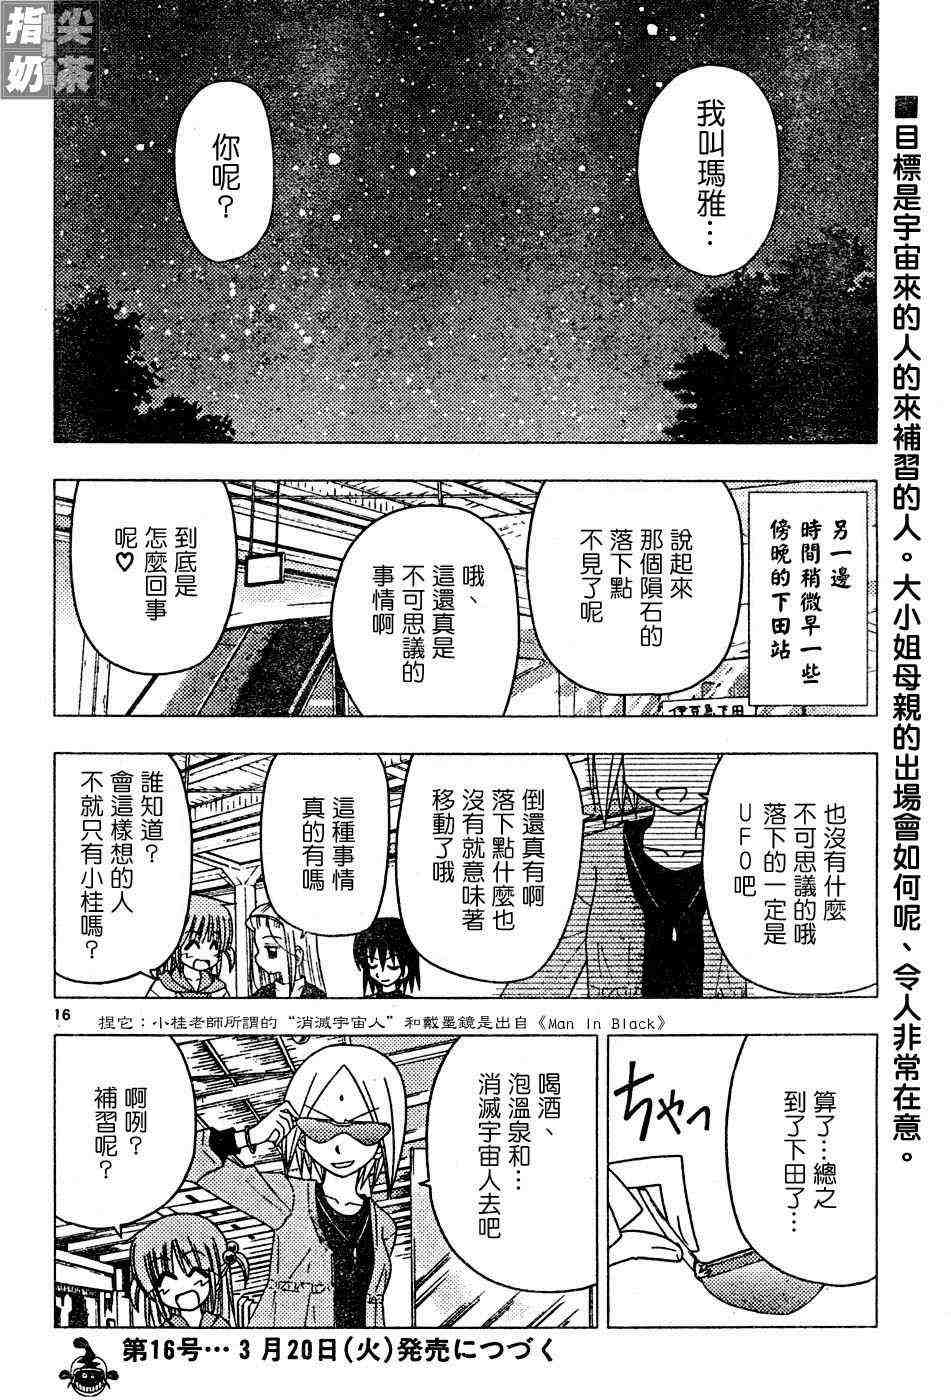 指尖
奶茶
我叫瑪雅…
你呢？
■目標是宇宙來的人的來補習的人。大小姐母親的出場會如何呢、令人非常在意。
另一邊
時間稍微早一些
傍晚的下田站
說起來
那個隕石的
落下點
不見了呢
哦、
這還真是
不可思議的
事情啊
到底是
怎麼回事
呢♥
伊豆急下田
也沒有什麼
不可思議的哦
落下的一定是
UFO吧
倒還真有啊
落下點什麼也
沒有就意味著
移動了哦
這種事情
真的有嗎
誰知道？
會這樣想的人
不就只有小桂嗎？
16
捏它：小桂老師所謂的“消滅宇宙人”和戴墨鏡是出自《Man In Black》
算了…總之
到了下田了…
ちゃっ
喝酒、
泡溫泉和…
消滅宇宙人去吧
啊咧？
補習呢？
第16号…3月20日(火)発売につづく